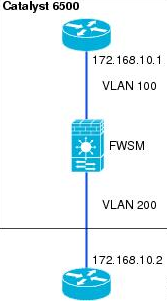 Catalyst 6500
172.168.10.1
VLAN 100
FWSM
VLAN 200
172.168.10.2